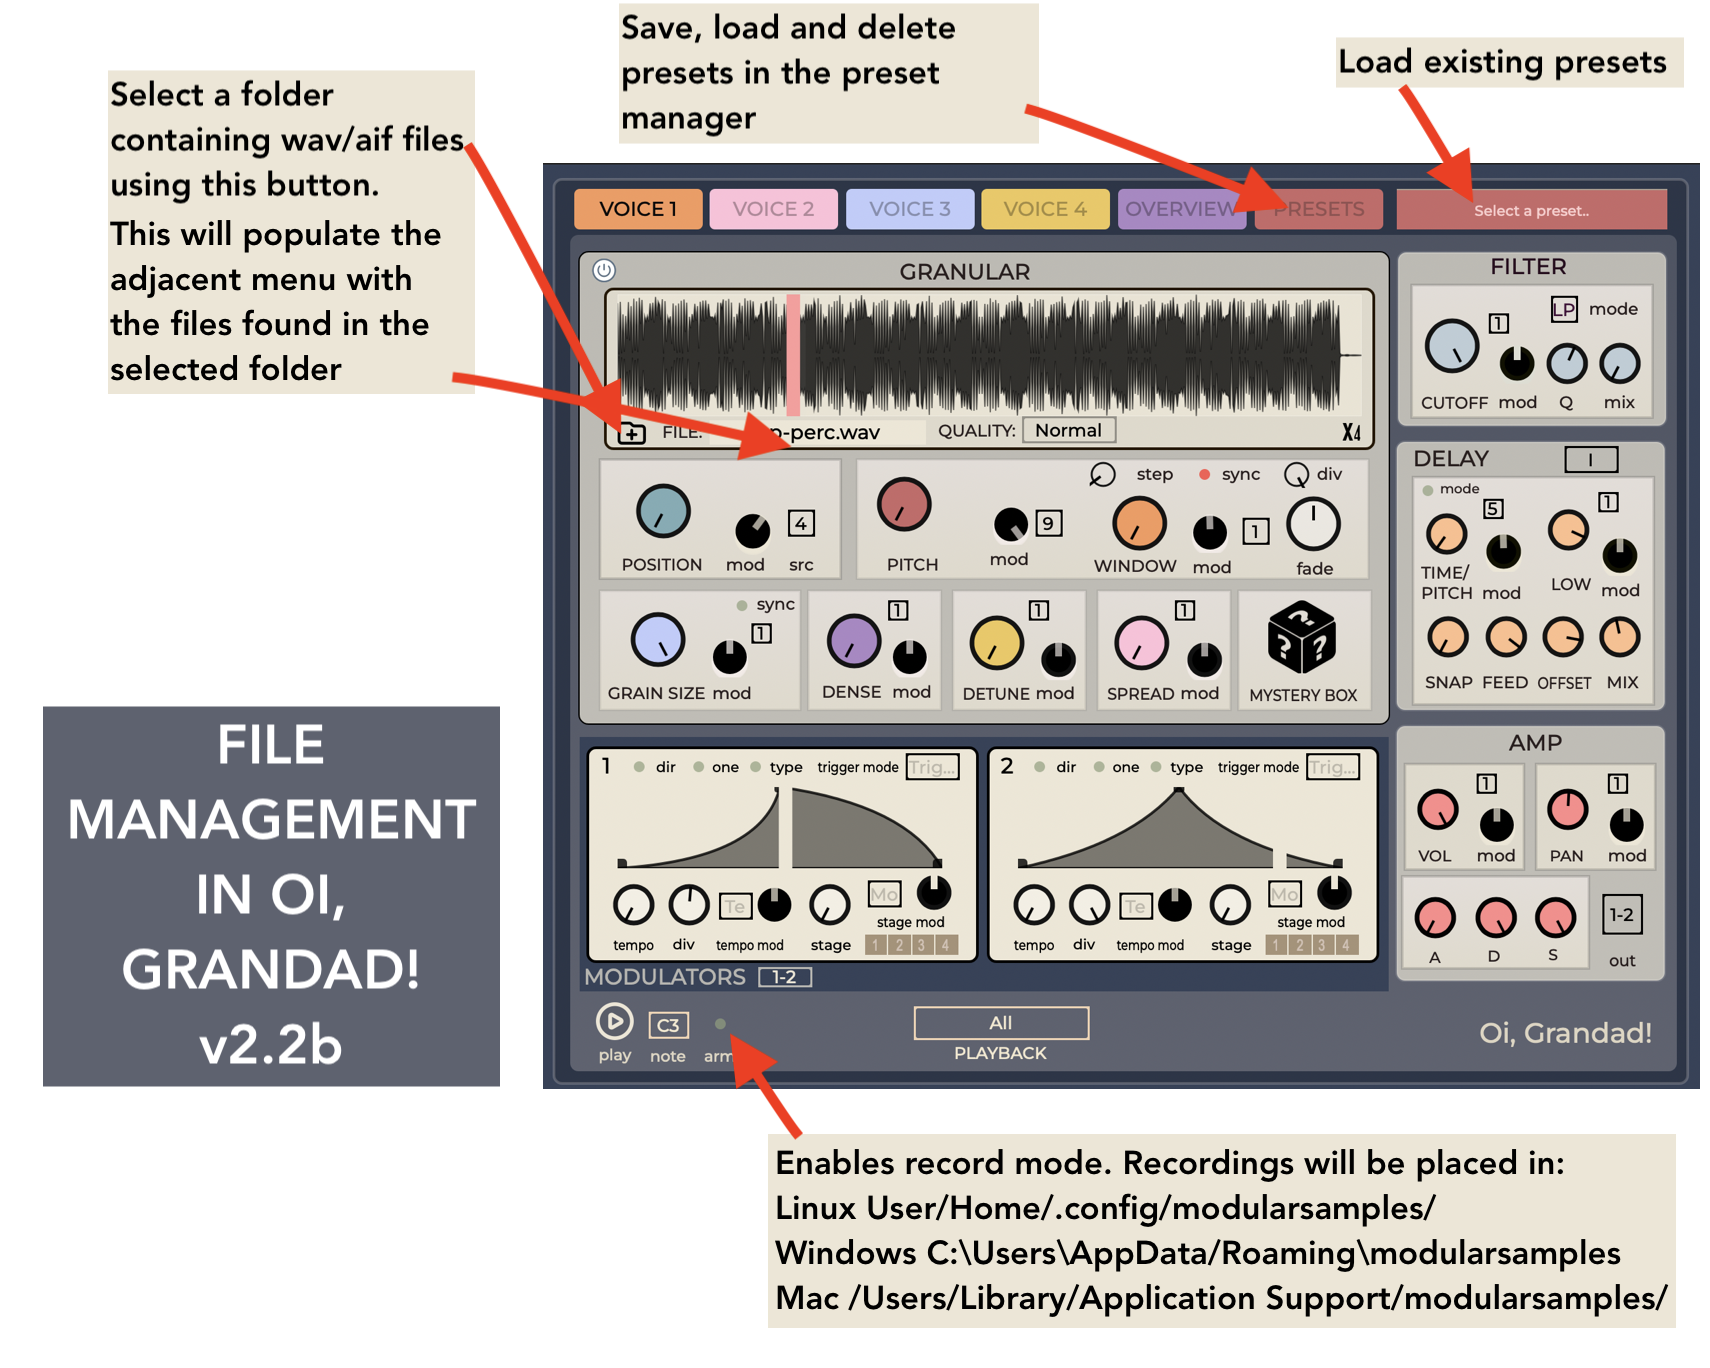 Save, load and delete
presets in the preset
manager
Load existing presets
Select a folder
containing wav/aif files
using this button.
This will populate the
adjacent menu with
the files found in the
selected folder
VOICE 1 VOICE 2 VOICE 3 VOICE 4 OVERVIEW PRESETS Select a preset..
GRANULAR
FILE: p-perc.wav QUALITY: Normal X4
step sync div
4 9 1
POSITION mod src PITCH mod WINDOW mod fade
sync
1 1 1 1
GRAIN SIZE mod DENSE mod DETUNE mod SPREAD mod MYSTERY BOX
? ? ?
FILTER
LP mode
1
CUTOFF mod Q mix
DELAY I
mode
5 1
TIME/
PITCH mod LOW mod
SNAP FEED OFFSET MIX
AMP
1 1
VOL mod PAN mod
1-2
A D S out
1 dir one type trigger mode Trig...
Te Mo
stage mod
tempo div tempo mod stage 1 2 3 4
2 dir one type trigger mode Trig...
Te Mo
stage mod
tempo div tempo mod stage 1 2 3 4
MODULATORS 1-2
C3 All
play note arm PLAYBACK
Oi, Grandad!
FILE
MANAGEMENT
IN OI,
GRANDAD!
v2.2b
Enables record mode. Recordings will be placed in:
Linux User/Home/.config/modularsamples/
Windows C:\Users\AppData/Roaming\modularsamples
Mac /Users/Library/Application Support/modularsamples/